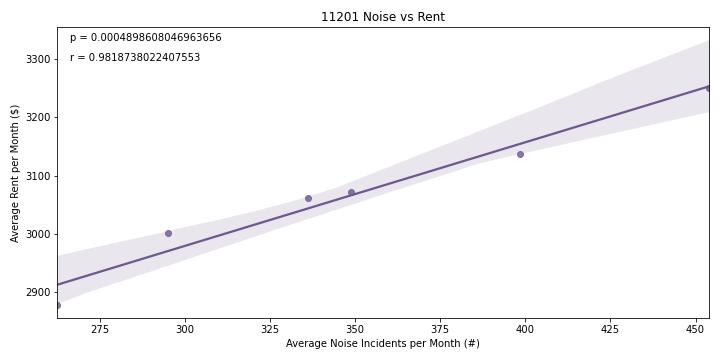 11201 Noise vs Rent
p = 0.0004898608046963656
r = 0.9818738022407553
3300
3200
3100
3000
2900
Average Rent per Month ($)
275 300 325 350 375 400 425 450
Average Noise Incidents per Month (#)